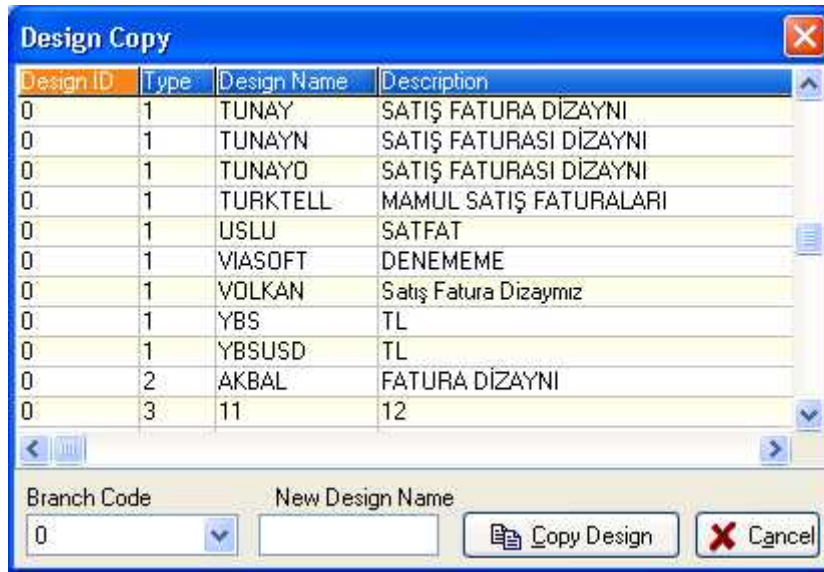 Design Copy
Design ID Type Design Name Description
0 1 TUNAY SATIŞ FATURA DİZAYNI
0 1 TUNAYN SATIŞ FATURASI DİZAYNI
0 1 TUNAYO SATIŞ FATURASI DİZAYNI
0 1 TURKTELL MAMUL SATIŞ FATURALARI
0 1 USLU SATFAT
0 1 VIASOFT DENEMEME
0 1 VOLKAN Satış Fatura Dizaymız
0 1 YBS TL
0 1 YBSUSD TL
0 2 AKBAL FATURA DİZAYNI
0 3 11 12
Branch Code New Design Name
0 Copy Design Cancel